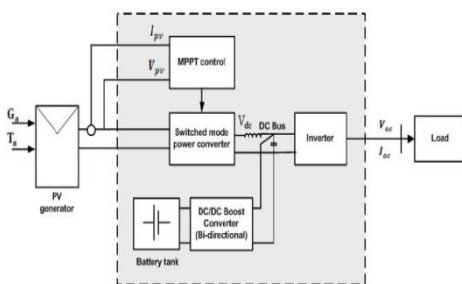 I_pv
V_pv
MPPT control
G_a
T_a
PV
generator
Switched mode
power converter
V_dc
DC Bus
Inverter
V_ac
I_ac
Load
Battery tank
DC/DC Boost
Converter
(Bi-directional)